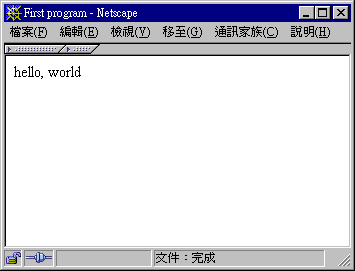 First program - Netscape
檔案(F) 編輯(E) 檢視(V) 移至(G) 通訊家族(C) 說明(H)
hello, world
文件：完成